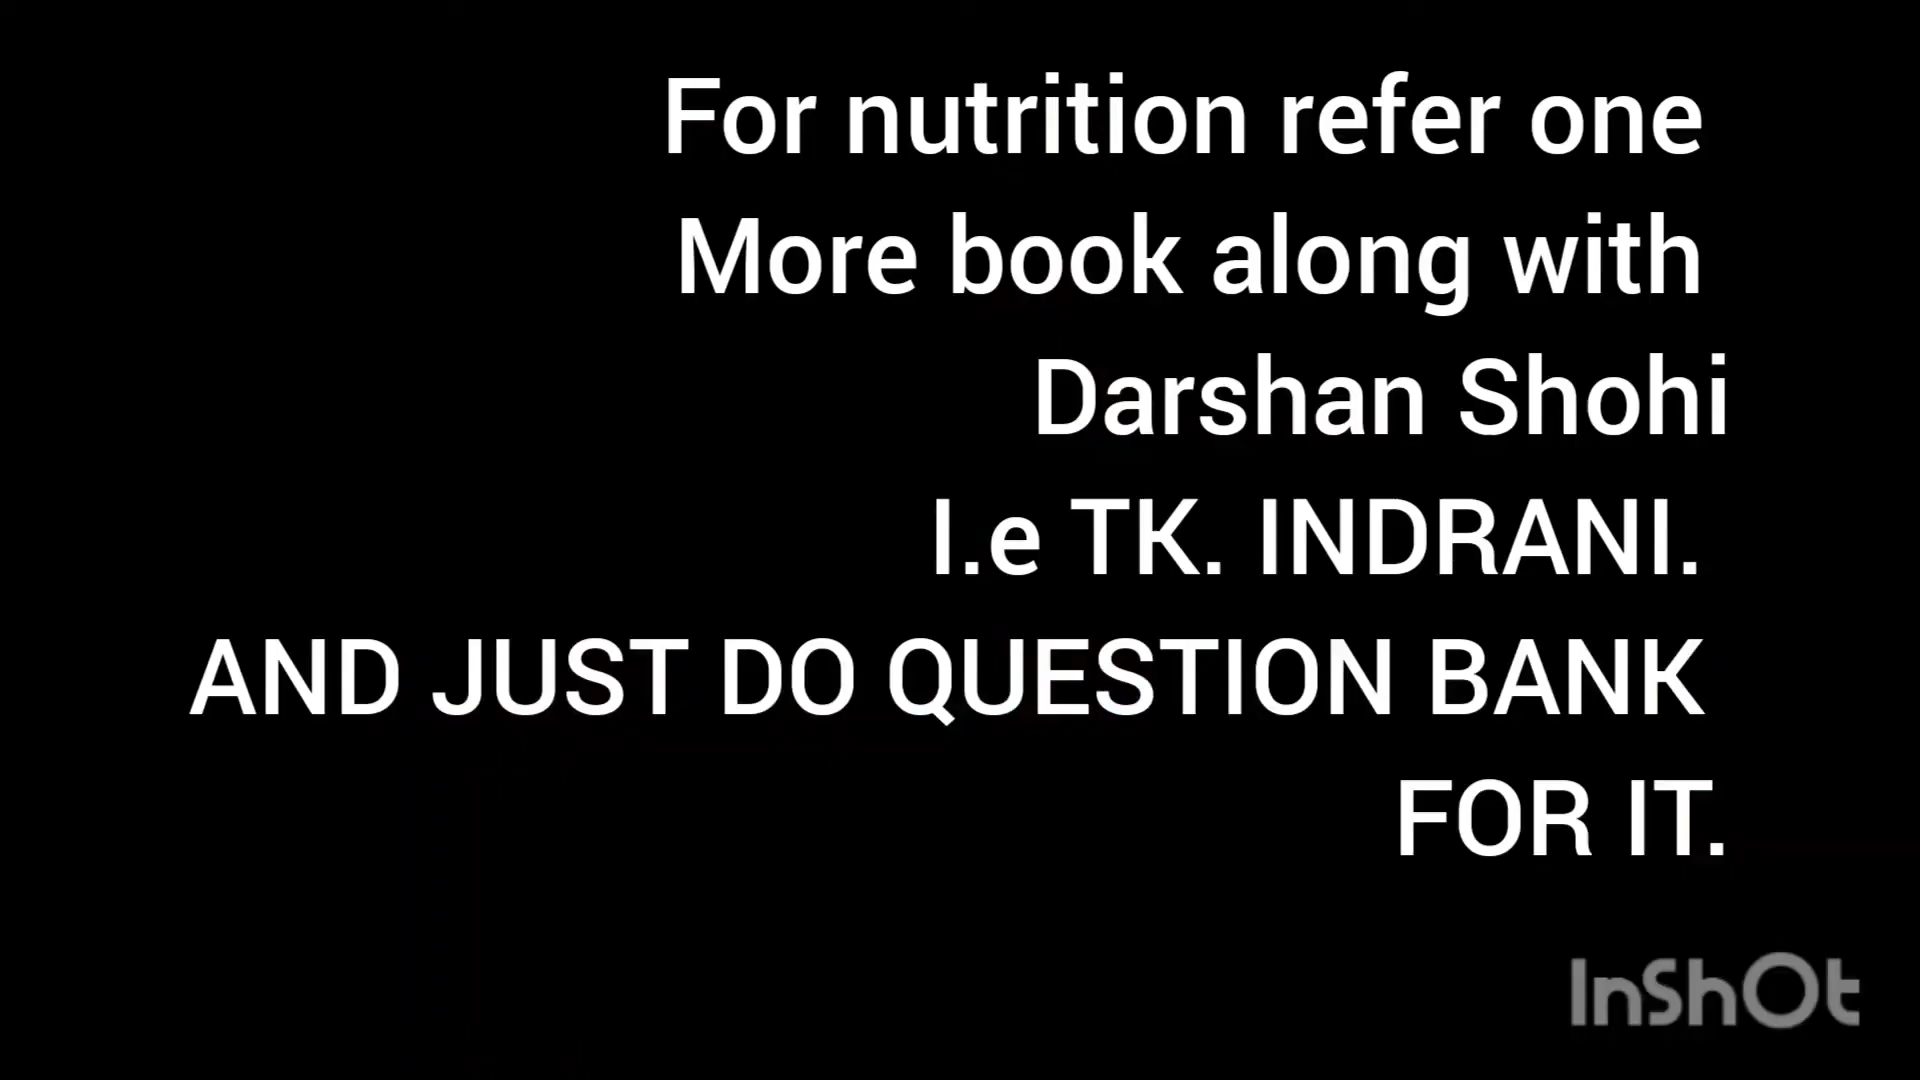 For nutrition refer one
More book along with
Darshan Shohi
I.e TK. INDRANI.
AND JUST DO QUESTION BANK
FOR IT.
InShOt